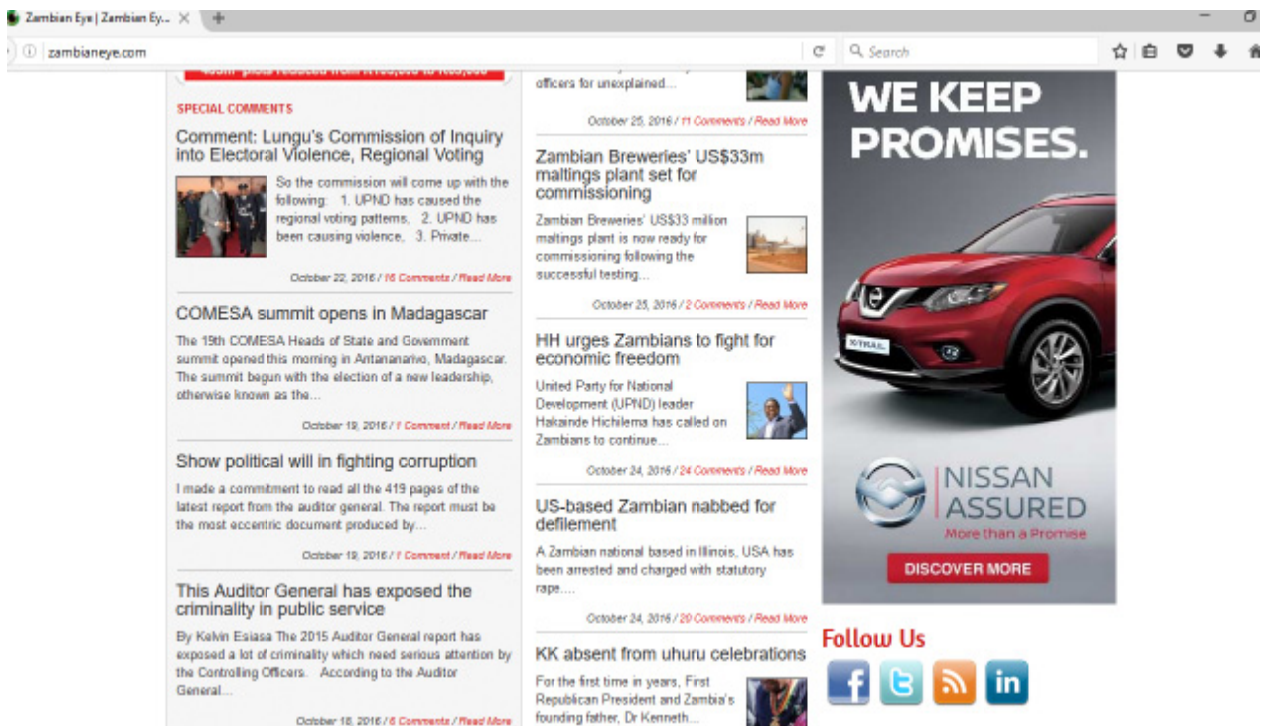 Zambian Eye | Zambian Ey...
zambianeye.com
Search
SPECIAL COMMENTS
Comment: Lungu's Commission of Inquiry
into Electoral Violence, Regional Voting
So the commission will come up with the
following: 1. UPND has caused the
regional voting patterns, 2. UPND has
been causing violence, 3. Private...
October 22, 2016 / 16 Comments / Read More
COMESA summit opens in Madagascar
The 19th COMESA Heads of State and Government
summit opened this morning in Antananarivo, Madagascar.
The summit begun with the election of a new leadership,
otherwise known as the...
October 19, 2016 / 1 Comment / Read More
Show political will in fighting corruption
I made a commitment to read all the 419 pages of the
latest report from the auditor general. The report must be
the most eccentric document produced by...
October 19, 2016 / 1 Comment / Read More
This Auditor General has exposed the
criminality in public service
By Kelvin Esiasa The 2015 Auditor General report has
exposed a lot of criminality which need serious attention by
the Controlling Officers. According to the Auditor
General...
October 18, 2016 / 6 Comments / Read More
officers for unexplained...
October 25, 2016 / 11 Comments / Read More
Zambian Breweries' US$33m
maltings plant set for
commissioning
Zambian Breweries' US$33 million
maltings plant is now ready for
commissioning following the
successful testing...
October 25, 2016 / 2 Comments / Read More
HH urges Zambians to fight for
economic freedom
United Party for National
Development (UPND) leader
Hakainde Hichilema has called on
Zambians to continue...
October 24, 2016 / 24 Comments / Read More
US-based Zambian nabbed for
defilement
A Zambian national based in Illinois, USA has
been arrested and charged with statutory
rape....
October 24, 2016 / 20 Comments / Read More
KK absent from uhuru celebrations
For the first time in years, First
Republican President and Zambia's
founding father, Dr Kenneth...
WE KEEP
PROMISES.
X-TRAIL
NISSAN
ASSURED
More than a Promise
DISCOVER MORE
Follow Us
f
t
in